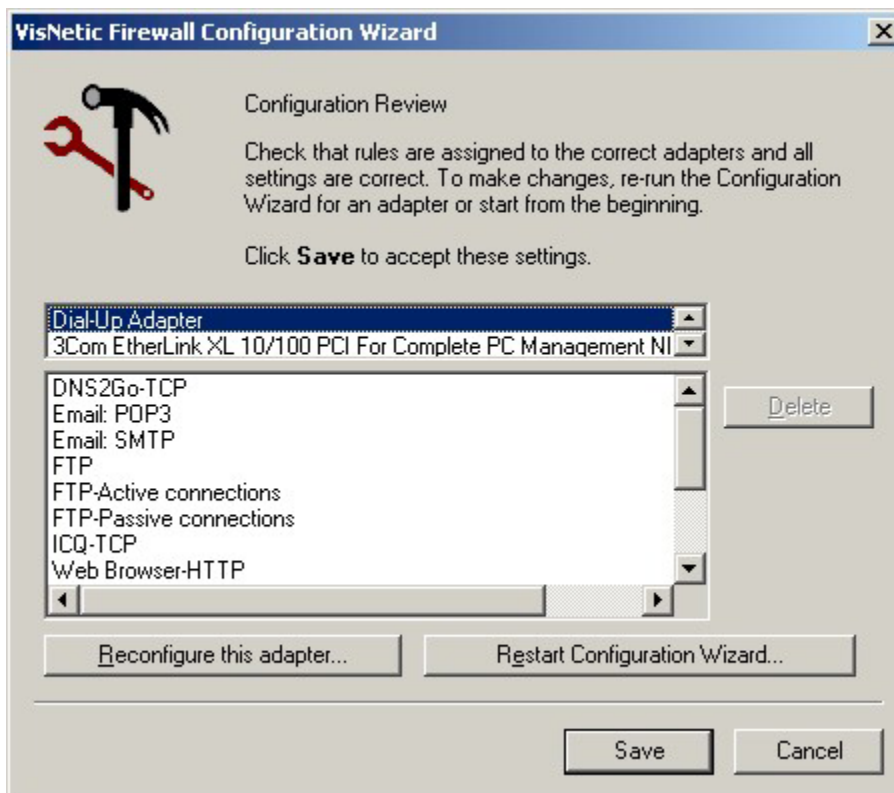 VisNetic Firewall Configuration Wizard
Configuration Review
Check that rules are assigned to the correct adapters and all
settings are correct. To make changes, re-run the Configuration
Wizard for an adapter or start from the beginning.
Click Save to accept these settings.
Dial-Up Adapter
3Com EtherLink XL 10/100 PCI For Complete PC Management NI
DNS2Go-TCP
Email: POP3
Email: SMTP
FTP
FTP-Active connections
FTP-Passive connections
ICQ-TCP
Web Browser-HTTP
Delete
Reconfigure this adapter...
Restart Configuration Wizard...
Save
Cancel